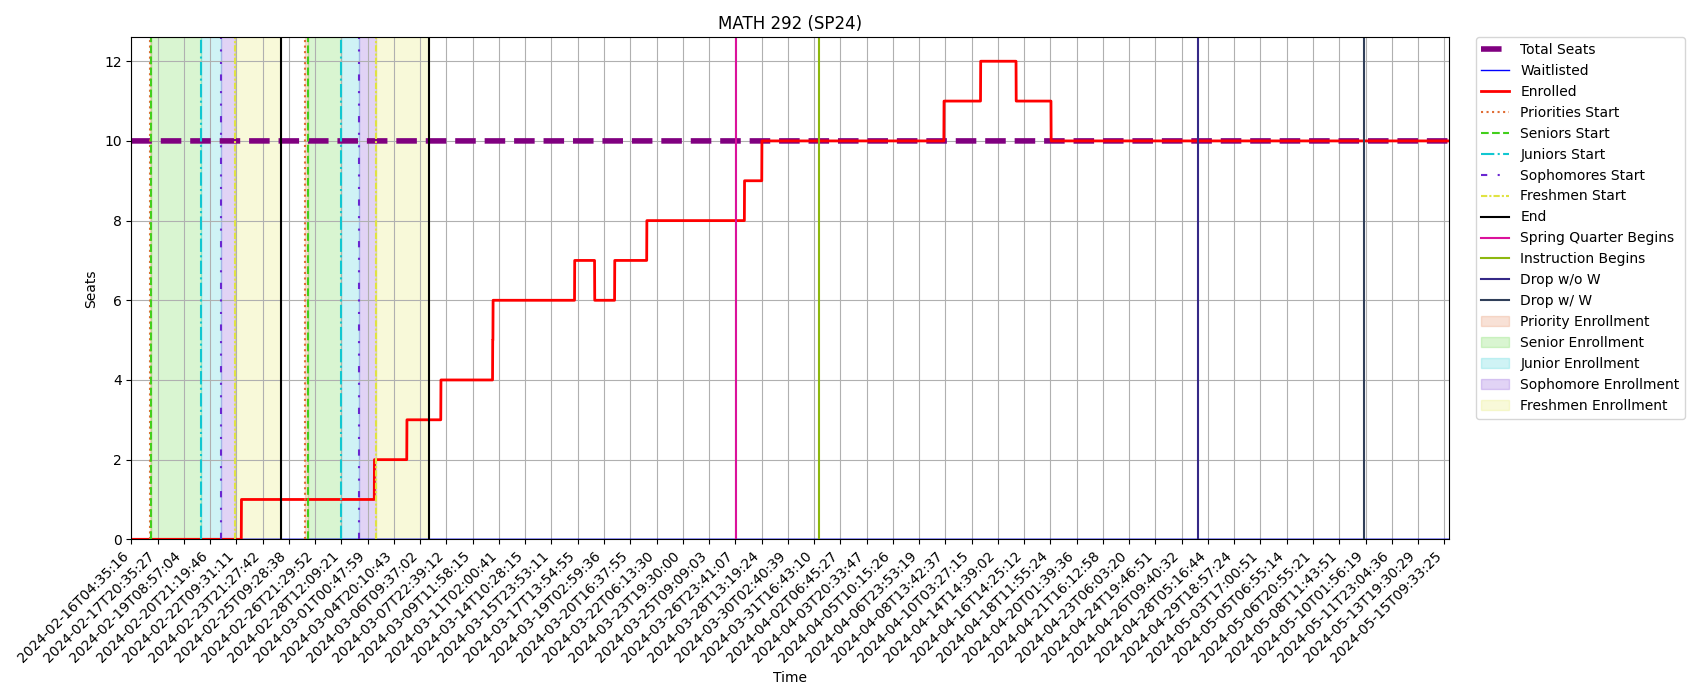 MATH 292 (SP24)
Seats
12
10
8
6
4
2
0
2024-02-16T04:35:16
2024-02-17T20:35:27
2024-02-19T08:57:04
2024-02-20T21:19:46
2024-02-22T09:31:11
2024-02-23T21:27:42
2024-02-25T09:28:38
2024-02-26T21:29:52
2024-02-28T12:09:21
2024-03-01T00:47:59
2024-03-04T20:10:43
2024-03-06T09:37:02
2024-03-07T22:39:12
2024-03-09T11:58:15
2024-03-11T02:00:41
2024-03-14T10:28:15
2024-03-15T23:53:11
2024-03-17T13:54:55
2024-03-19T02:59:36
2024-03-20T16:37:55
2024-03-22T06:13:30
2024-03-23T19:30:00
2024-03-25T09:09:03
2024-03-26T23:41:07
2024-03-28T13:19:24
2024-03-30T02:40:39
2024-03-31T16:43:10
2024-04-02T06:45:27
2024-04-03T20:33:47
2024-04-05T10:15:26
2024-04-06T23:53:19
2024-04-08T13:42:37
2024-04-10T03:27:15
2024-04-14T14:39:02
2024-04-16T14:25:12
2024-04-18T11:55:24
2024-04-20T01:39:36
2024-04-21T16:12:58
2024-04-23T06:03:20
2024-04-24T19:46:51
2024-04-26T09:40:32
2024-04-28T05:16:44
2024-04-29T18:57:24
2024-05-03T17:00:51
2024-05-05T06:55:14
2024-05-06T20:55:21
2024-05-08T11:43:51
2024-05-10T01:56:19
2024-05-11T23:04:36
2024-05-13T19:30:29
2024-05-15T09:33:25
Time
Total Seats
Waitlisted
Enrolled
Priorities Start
Seniors Start
Juniors Start
Sophomores Start
Freshmen Start
End
Spring Quarter Begins
Instruction Begins
Drop w/o W
Drop w/ W
Priority Enrollment
Senior Enrollment
Junior Enrollment
Sophomore Enrollment
Freshmen Enrollment